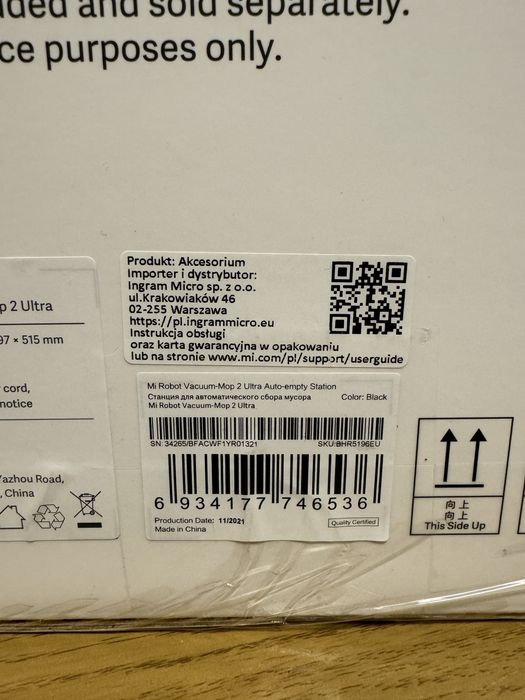 and sold separately.
ce purposes only.
Produkt: Akcesorium
Importer i dystrybutor:
Ingram Micro sp. z o.o.
ul.Krakowiaków 46
02-255 Warszawa
https://pl.ingrammicro.eu
Instrukcja obsługi
oraz karta gwarancyjna w opakowaniu
lub na stronie www.mi.com/pl/support/userguide
p 2 Ultra
97 × 515 mm
cord,
notice
Yazhou Road,
, China
Mi Robot Vacuum-Mop 2 Ultra Auto-empty Station
Станция для автоматического сбора мусора
Mi Robot Vacuum-Mop 2 Ultra
Color: Black
SN: 34265/BFACWF1YR01321
SKU:BHR5196EU
6 934177 746536
Production Date: 11/2021
Made in China
Quality Certified
向上
向上
This Side Up